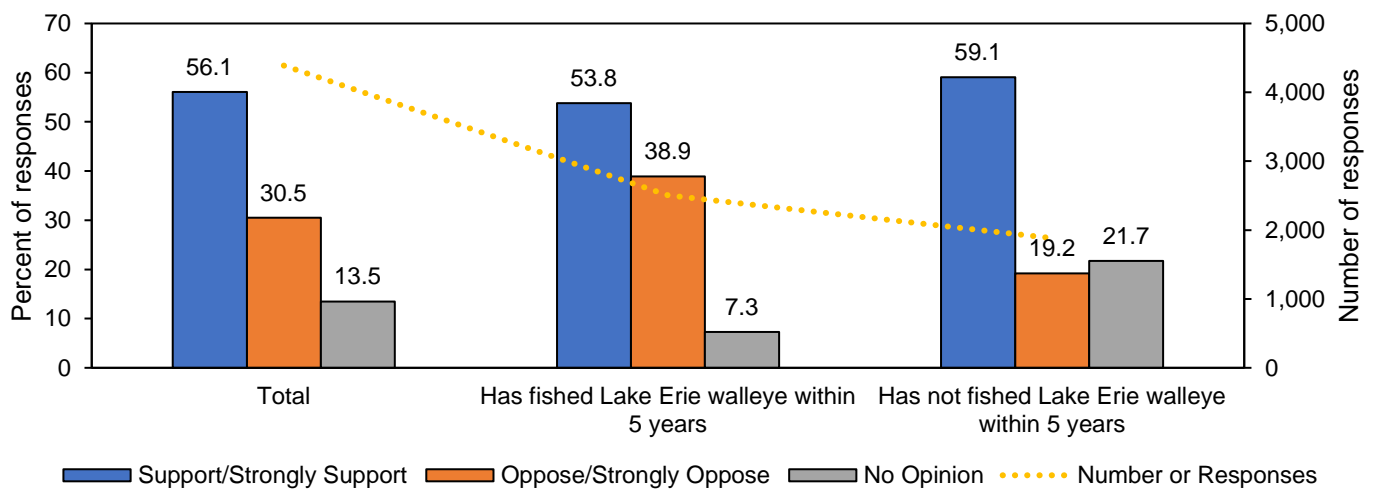 70
60
50
40
30
20
10
0
Percent of responses
5,000
4,000
3,000
2,000
1,000
0
Number of responses
56.1
30.5
13.5
53.8
38.9
7.3
59.1
19.2
21.7
Total
Has fished Lake Erie walleye within
5 years
Has not fished Lake Erie walleye
within 5 years
Support/Strongly Support
Oppose/Strongly Oppose
No Opinion
Number or Responses